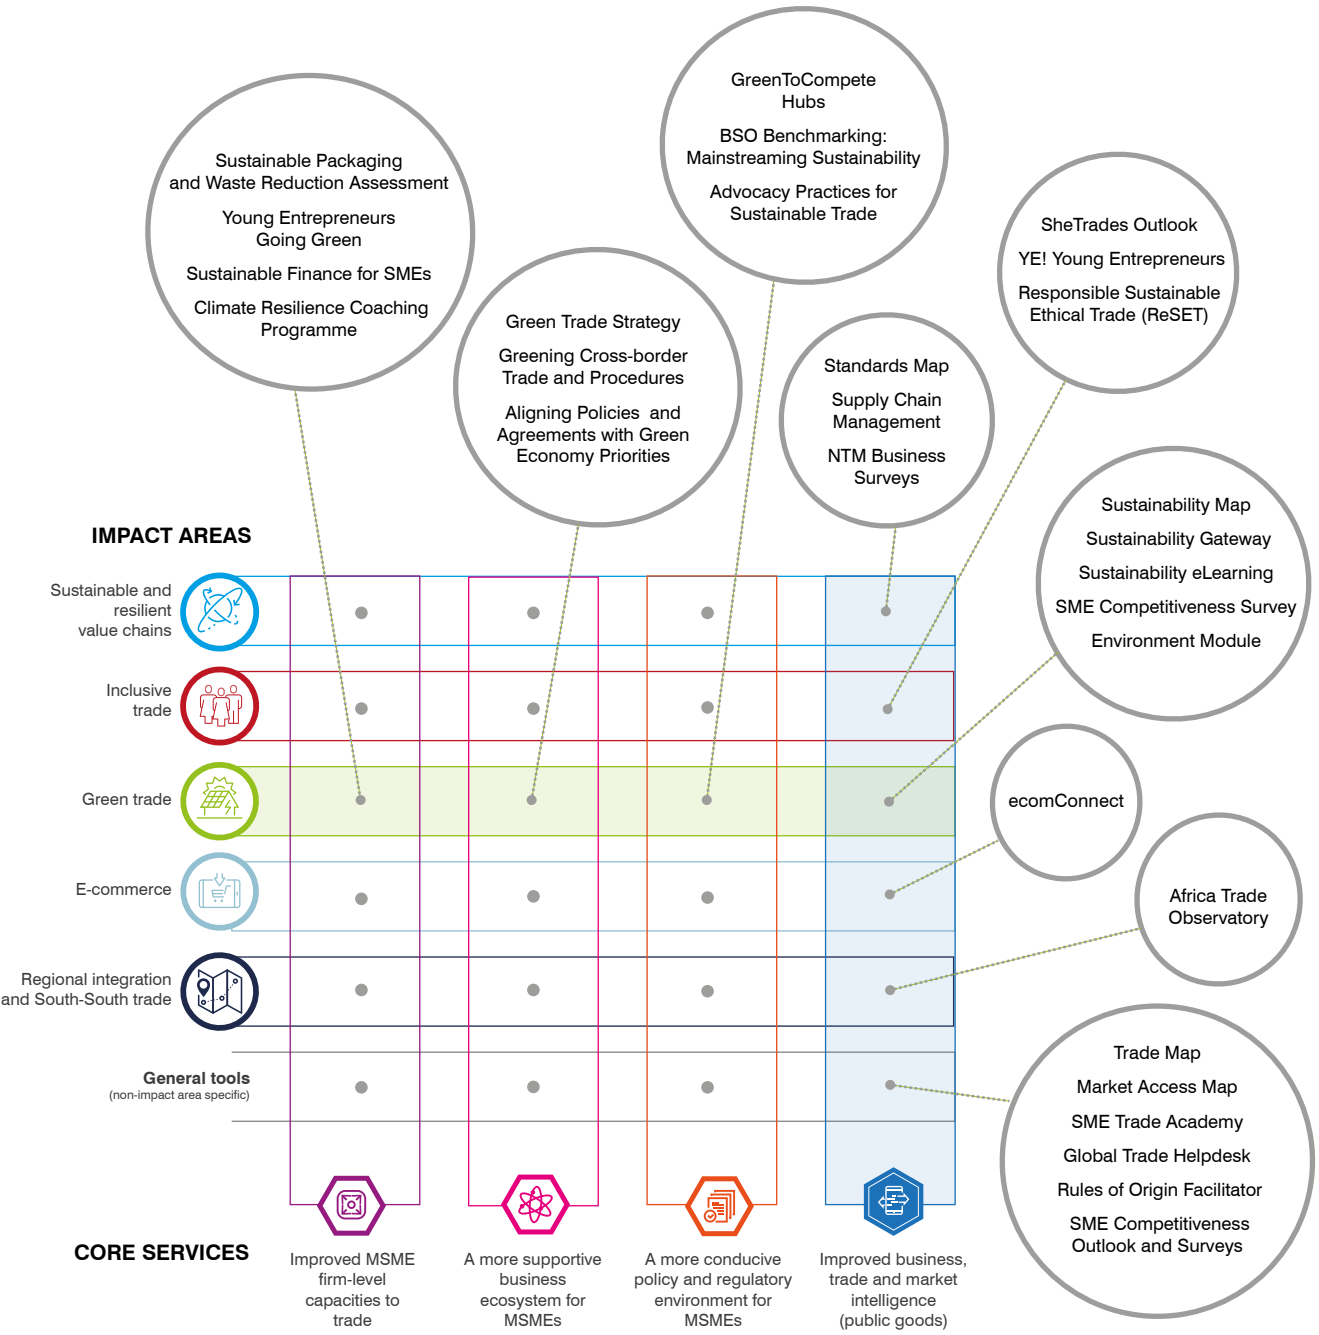 GreenToCompete
Hubs
BSO Benchmarking:
Mainstreaming Sustainability
Advocacy Practices for
Sustainable Trade
Sustainable Packaging
and Waste Reduction Assessment
Young Entrepreneurs
Going Green
Sustainable Finance for SMEs
Climate Resilience Coaching
Programme
SheTrades Outlook
YE! Young Entrepreneurs
Responsible Sustainable
Ethical Trade (ReSET)
Green Trade Strategy
Greening Cross-border
Trade and Procedures
Aligning Policies and
Agreements with Green
Economy Priorities
Standards Map
Supply Chain
Management
NTM Business
Surveys
Sustainability Map
Sustainability Gateway
Sustainability eLearning
SME Competitiveness Survey
Environment Module
IMPACT AREAS
Sustainable and
resilient
value chains
Inclusive
trade
Green trade
E-commerce
Regional integration
and South-South trade
General tools
(non-impact area specific)
ecomConnect
Africa Trade
Observatory
Trade Map
Market Access Map
SME Trade Academy
Global Trade Helpdesk
Rules of Origin Facilitator
SME Competitiveness
Outlook and Surveys
CORE SERVICES
Improved MSME
firm-level
capacities to
trade
A more supportive
business
ecosystem for
MSMEs
A more conducive
policy and regulatory
environment for
MSMEs
Improved business,
trade and market
intelligence
(public goods)